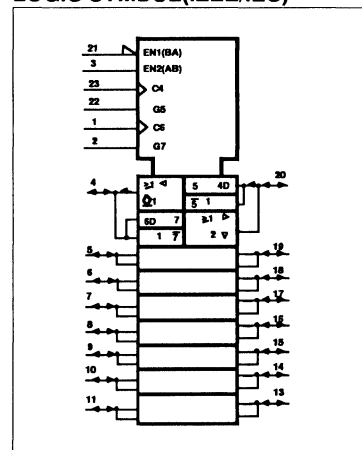 LOGIC SYMBOL(IEEE/IEC)
21 EN1(BA)
3 EN2(AB)
23 C4
22 G5
1 C6
2 G7
4 ≥1 5 4D 20
1 5 1
6D 7 ≥1
1 7 2
5 19
6 18
7 17
8 16
9 15
10 14
11 13